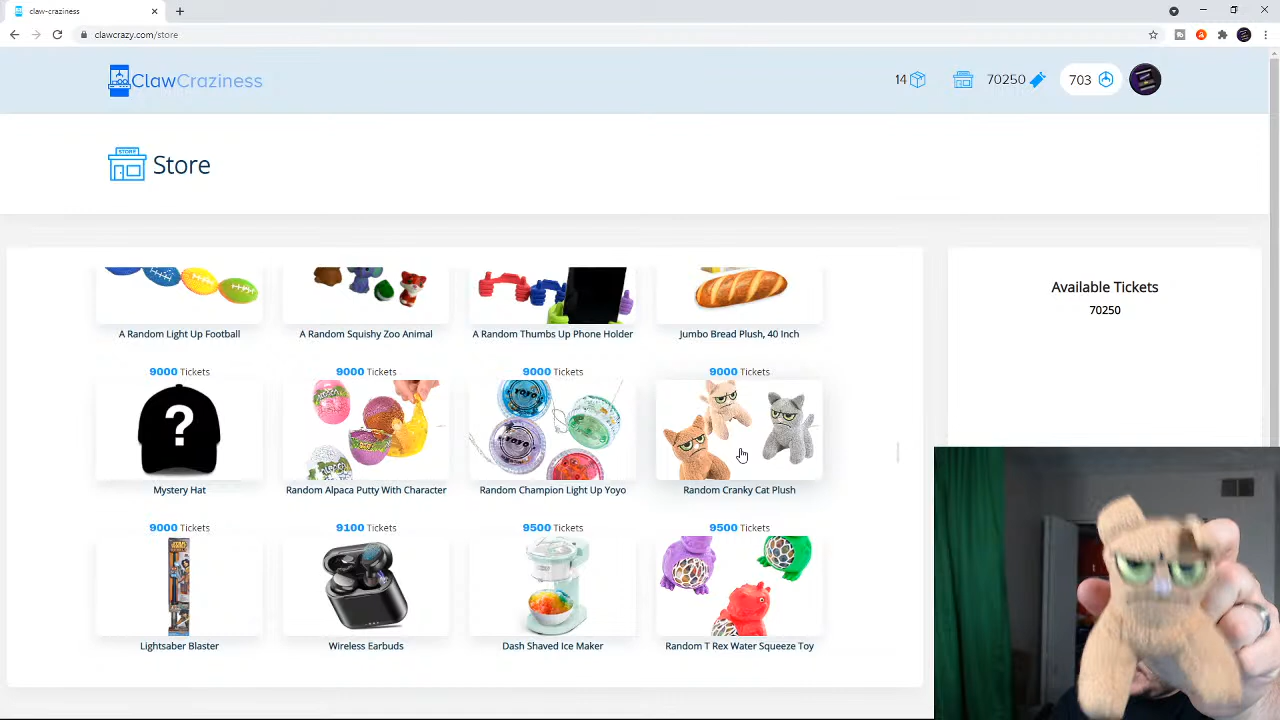 claw-craziness
clawcrazy.com/store
ClawCraziness
14
70250
703
STORE
Store
A Random Light Up Football
A Random Squishy Zoo Animal
A Random Thumbs Up Phone Holder
Jumbo Bread Plush, 40 Inch
Available Tickets
70250
9000 Tickets
9000 Tickets
9000 Tickets
9000 Tickets
?
YOYO
YOYO
Mystery Hat
Random Alpaca Putty With Character
Random Champion Light Up Yoyo
Random Cranky Cat Plush
9000 Tickets
9100 Tickets
9500 Tickets
9500 Tickets
Lightsaber Blaster
Wireless Earbuds
Dash Shaved Ice Maker
Random T Rex Water Squeeze Toy